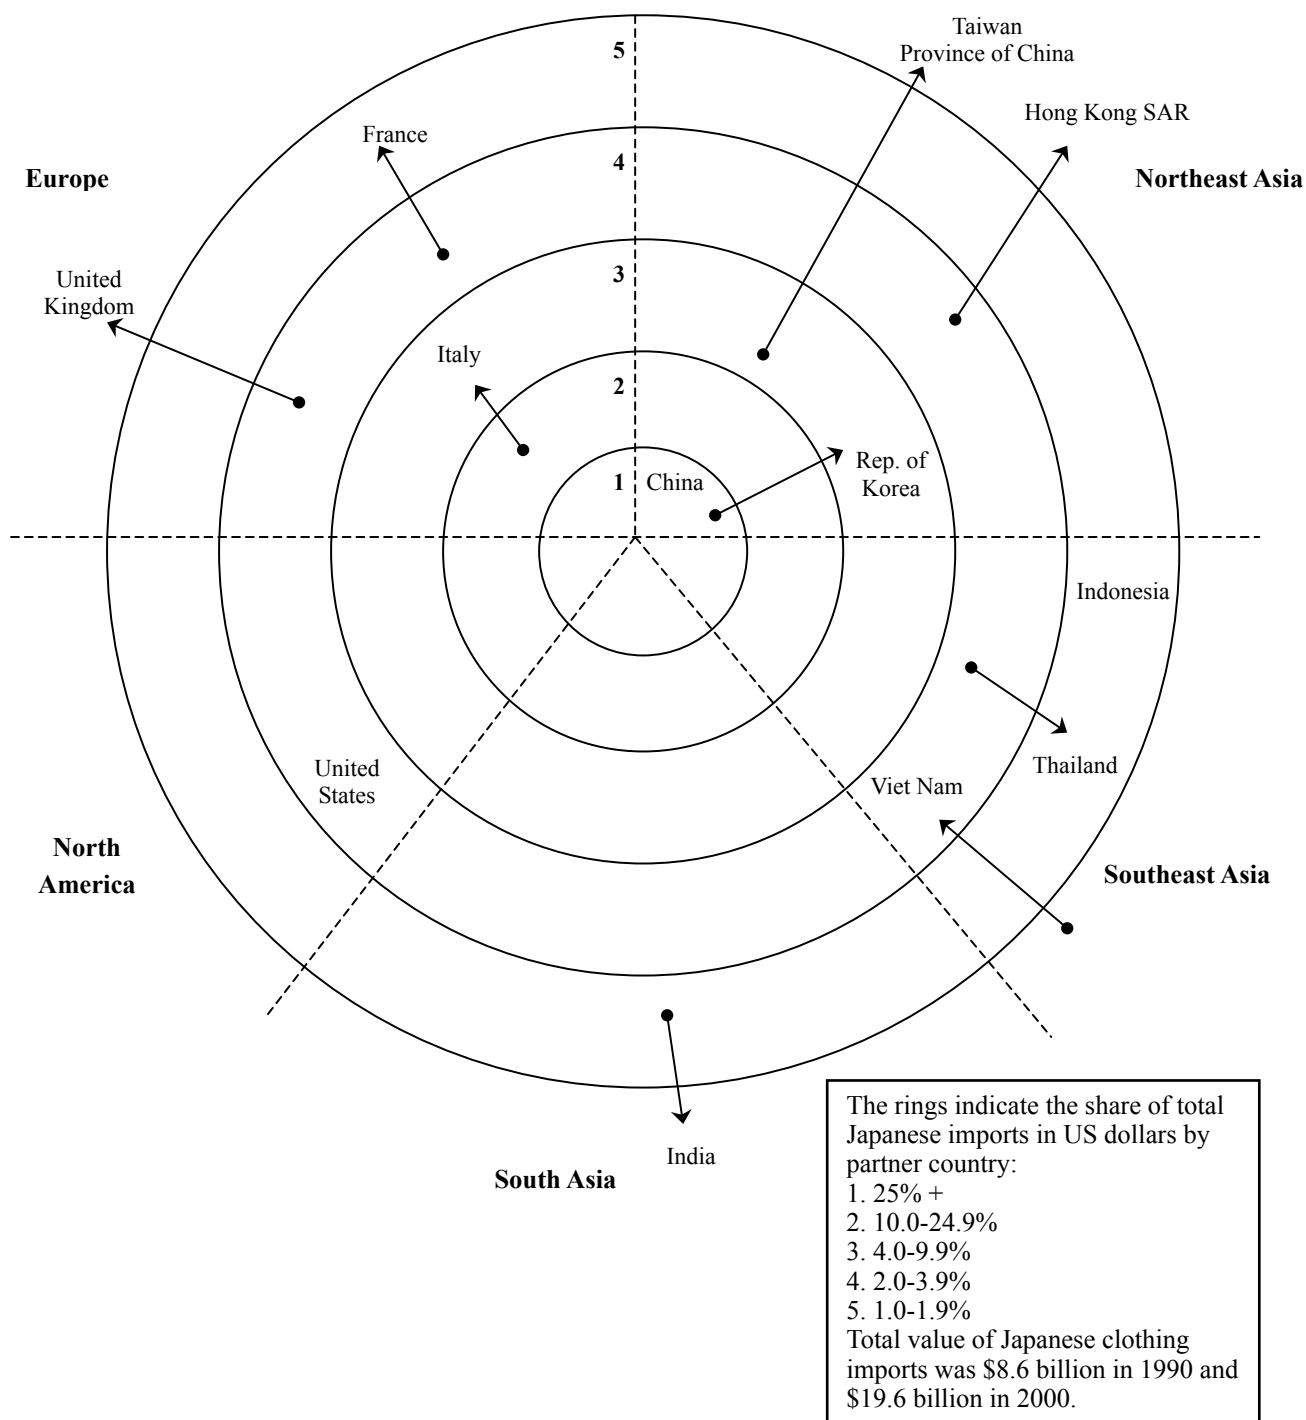 Taiwan
Province of China
5
Hong Kong SAR
France
4
Europe
Northeast Asia
United
Kingdom
3
Italy
2
1
China
Rep. of
Korea
Indonesia
United
States
Viet Nam
Thailand
North
America
Southeast Asia
India
South Asia
The rings indicate the share of total
Japanese imports in US dollars by
partner country:
1. 25% +
2. 10.0-24.9%
3. 4.0-9.9%
4. 2.0-3.9%
5. 1.0-1.9%
Total value of Japanese clothing
imports was $8.6 billion in 1990 and
$19.6 billion in 2000.